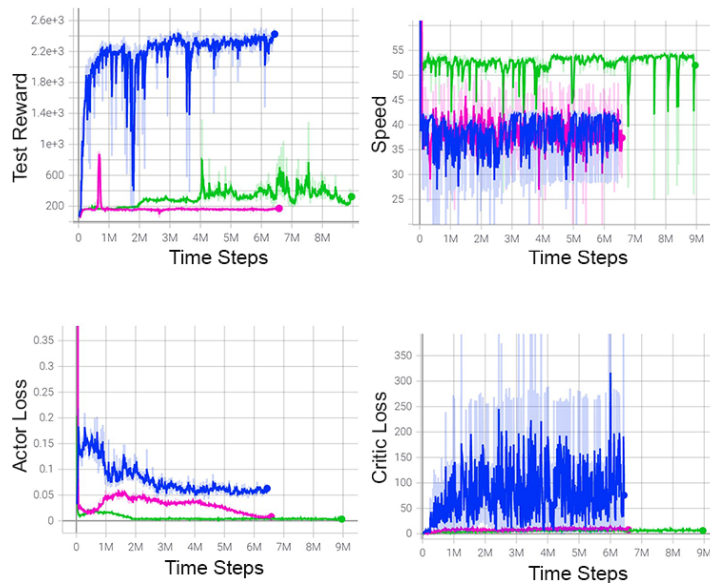 Test Reward
2.6e+3
2.2e+3
1.8e+3
1.4e+3
1e+3
600
200
0 1M 2M 3M 4M 5M 6M 7M 8M
Time Steps
Speed
55
50
45
40
35
30
25
0 1M 2M 3M 4M 5M 6M 7M 8M 9M
Time Steps
Actor Loss
0.35
0.3
0.25
0.2
0.15
0.1
0.05
0
0 1M 2M 3M 4M 5M 6M 7M 8M 9M
Time Steps
Critic Loss
350
300
250
200
150
100
50
0
0 1M 2M 3M 4M 5M 6M 7M 8M 9M
Time Steps